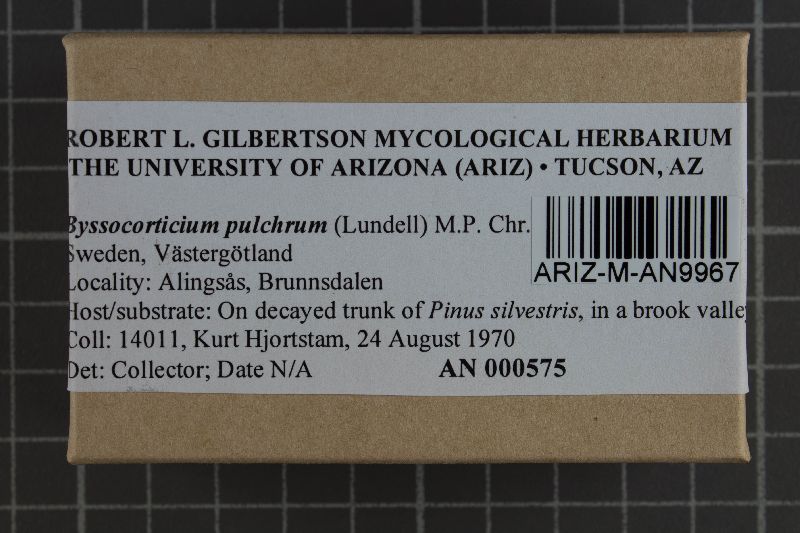 ROBERT L. GILBERTSON MYCOLOGICAL HERBARIUM
THE UNIVERSITY OF ARIZONA (ARIZ) • TUCSON, AZ
Byssocorticium pulchrum (Lundell) M.P. Chr.
Sweden, Västergötland
Locality: Alingsås, Brunnsdalen
ARIZ-M-AN9967
Host/substrate: On decayed trunk of Pinus silvestris, in a brook valley
Coll: 14011, Kurt Hjortstam, 24 August 1970
Det: Collector; Date N/A AN 000575